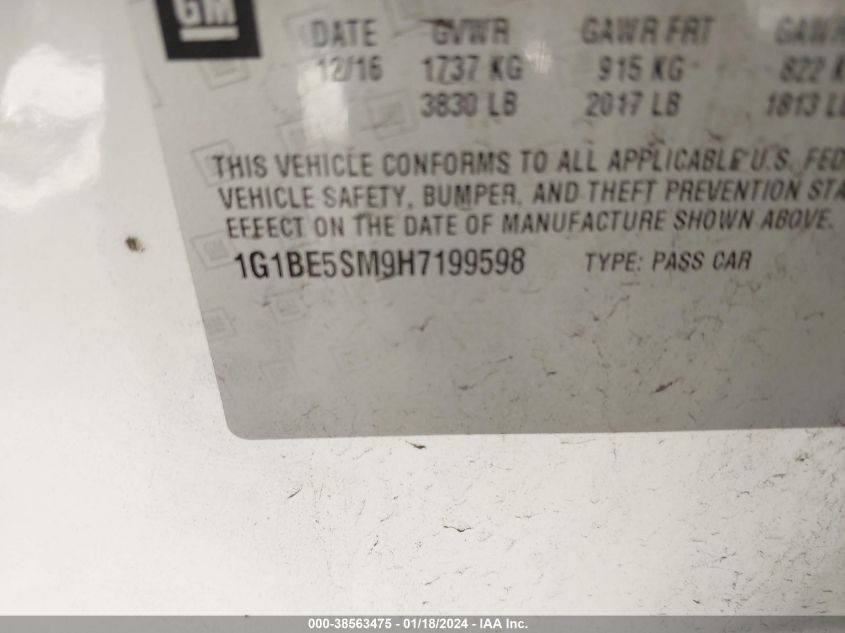 GM
DATE GVWR GAWR FRT GAWR
12/16 1737 KG 915 KG 822 K
3830 LB 2017 LB 1813 LB
THIS VEHICLE CONFORMS TO ALL APPLICABLE U.S. FED
VEHICLE SAFETY, BUMPER, AND THEFT PREVENTION STA
EFFECT ON THE DATE OF MANUFACTURE SHOWN ABOVE.
1G1BE5SM9H7199598 TYPE: PASS CAR
000-38563475 - 01/18/2024 - IAA Inc.